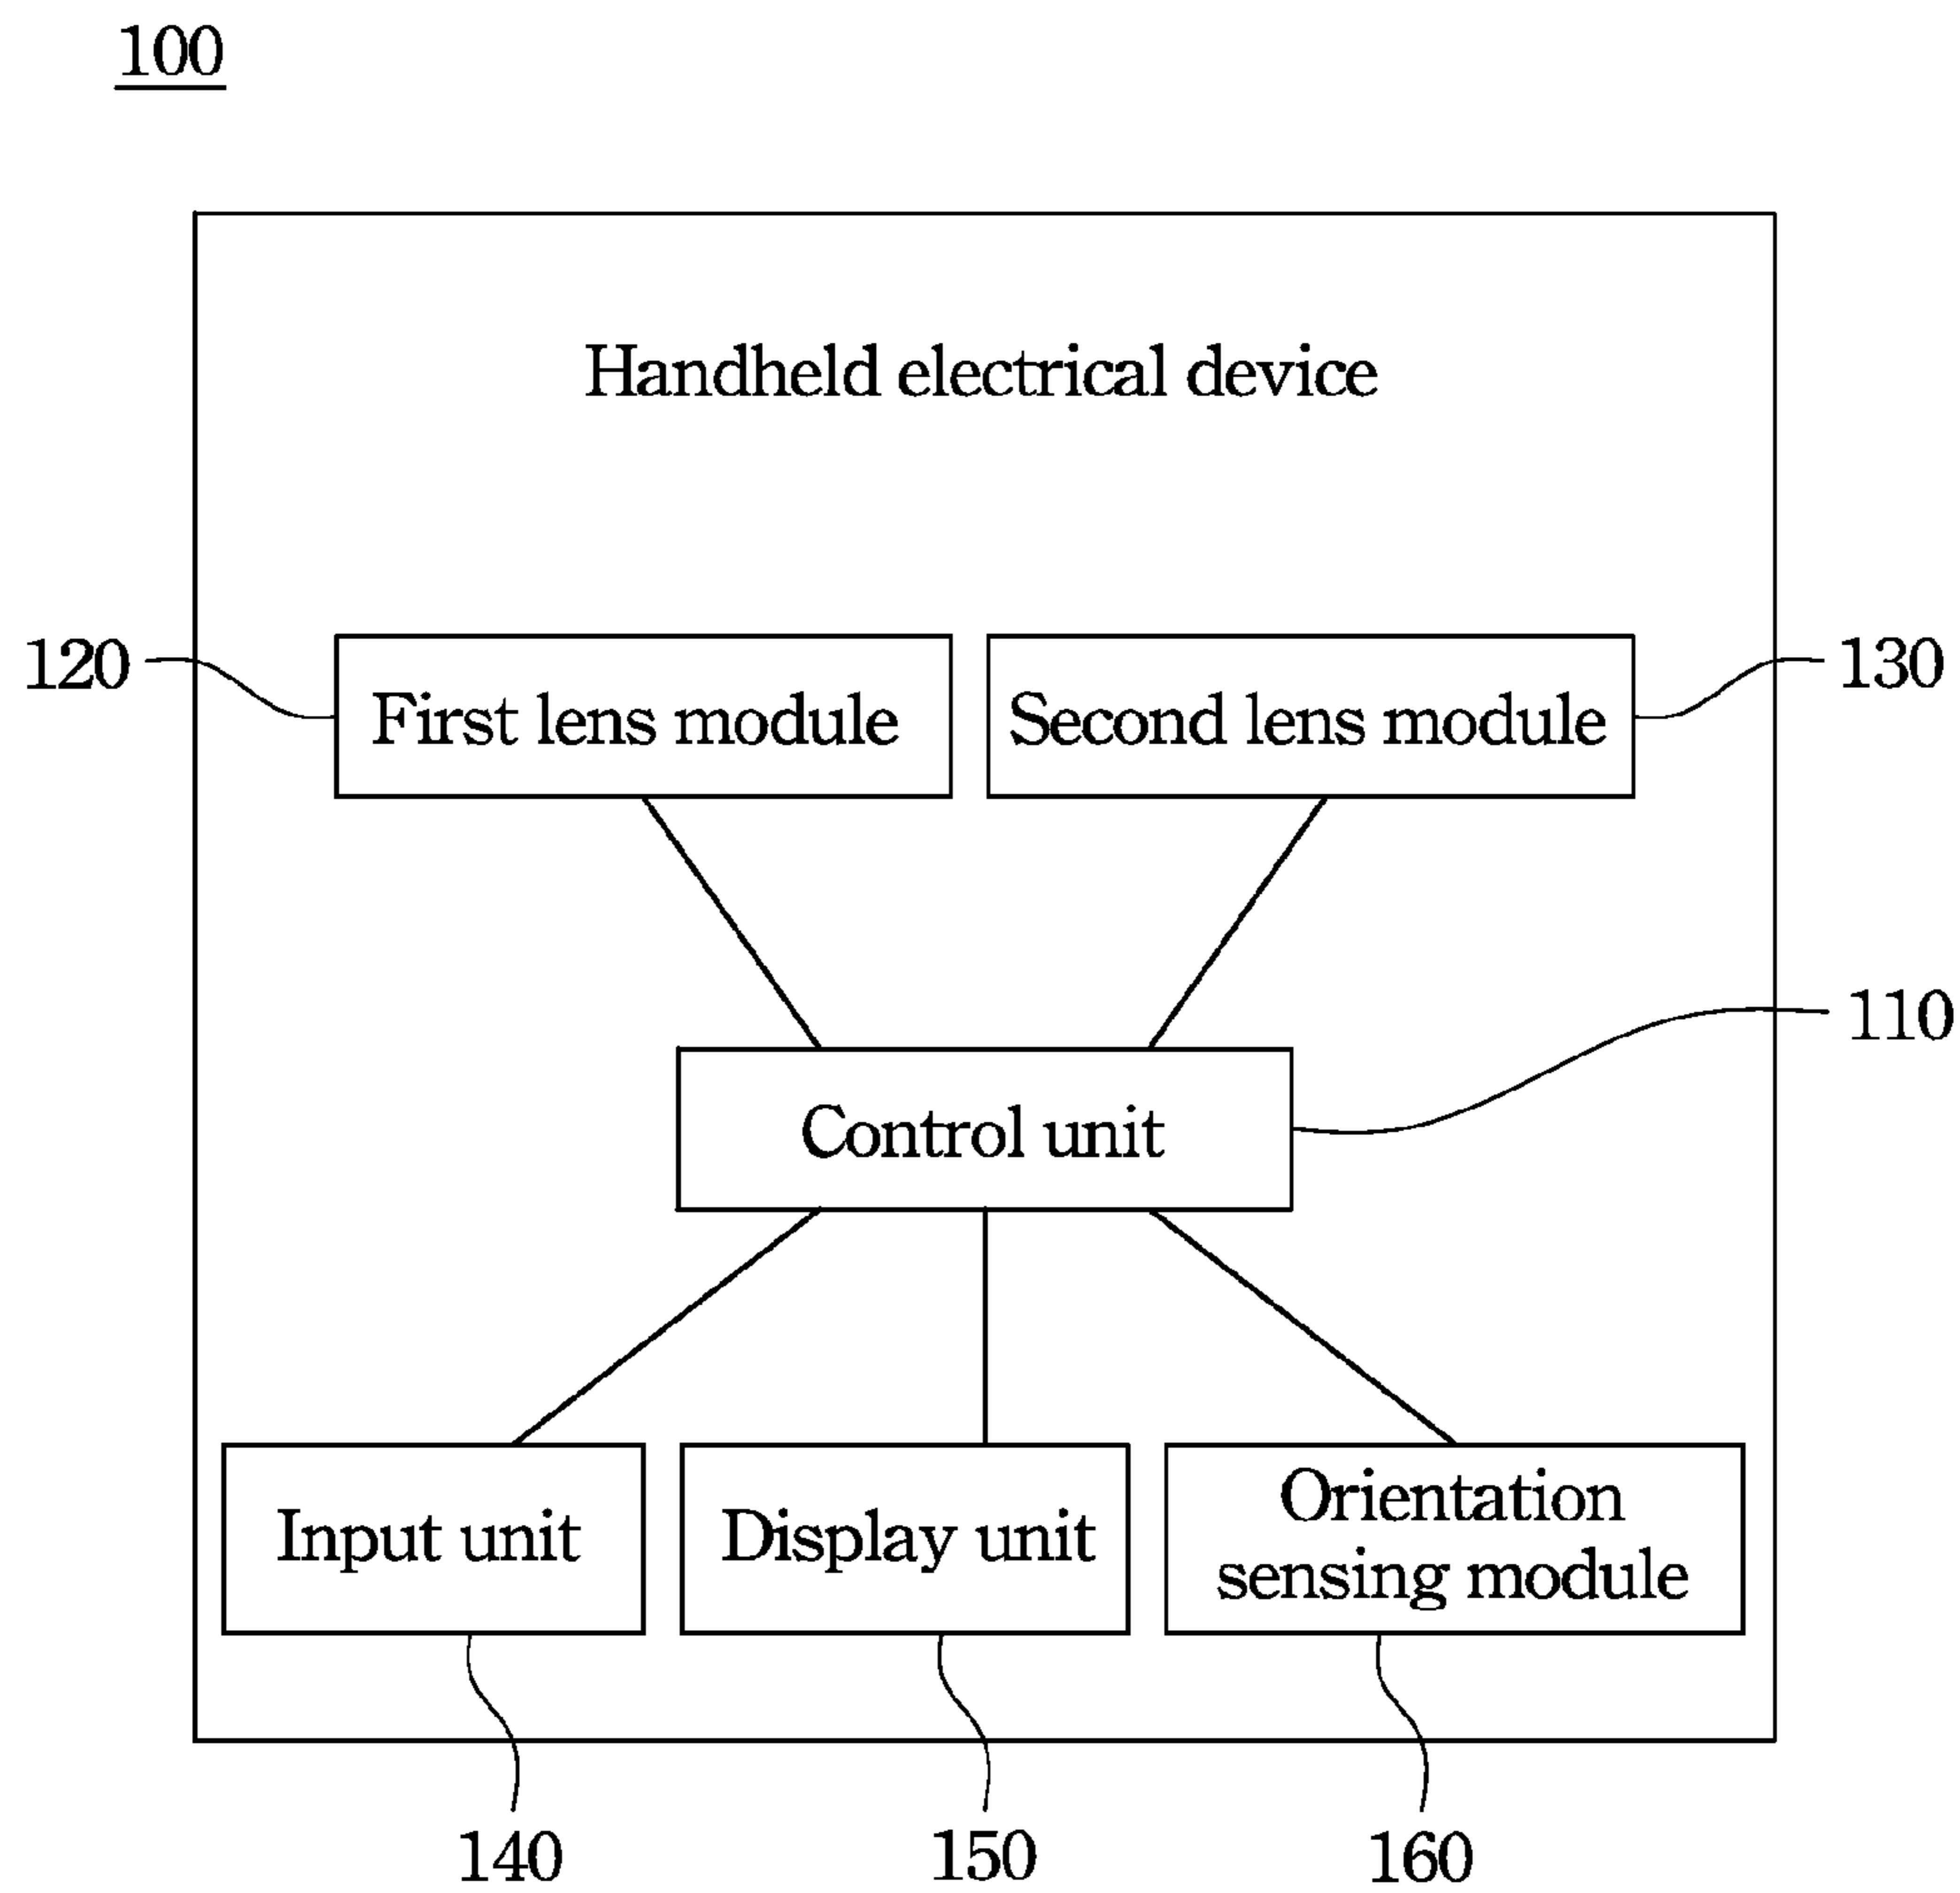 100
Handheld electrical device
120
First lens module
Second lens module
130
110
Control unit
Input unit
Display unit
Orientation
sensing module
140
150
160